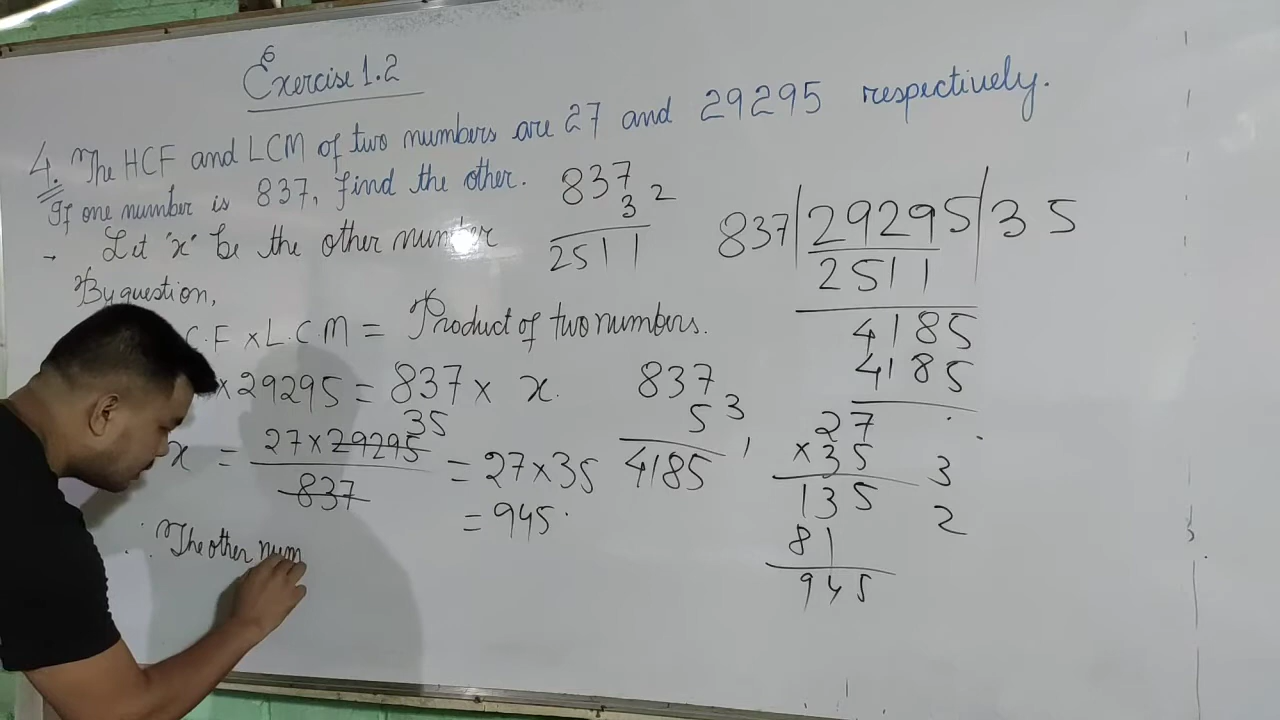 Exercise 1.2
4. The HCF and LCM of two numbers are 27 and 29295 respectively.
If one number is 837, find the other.
- Let 'x' be the other number
By question,
C.F × L.C.M = Product of two numbers.
× 29295 = 837 × x.
x = 27 × 29295 / 837 = 27 × 35
35
= 945.
∴ The other num
837
3 2
2511
837
5 3
4185
837 | 29295 | 35
2511
4185
4185
27
× 35 3
135 2
81
945